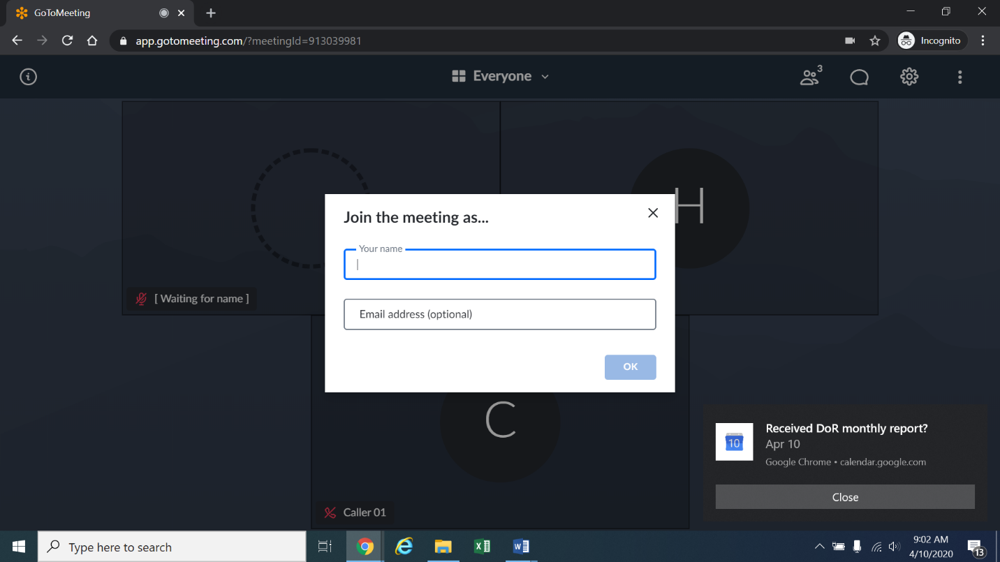 GoToMeeting
app.gotomeeting.com/?meetingId=913039981
Incognito
Everyone
3
H
Join the meeting as...
Your name
[ Waiting for name ]
Email address (optional)
OK
C
Caller 01
Received DoR monthly report?
10
Apr 10
Google Chrome • calendar.google.com
Close
Type here to search
9:02 AM
4/10/2020
13